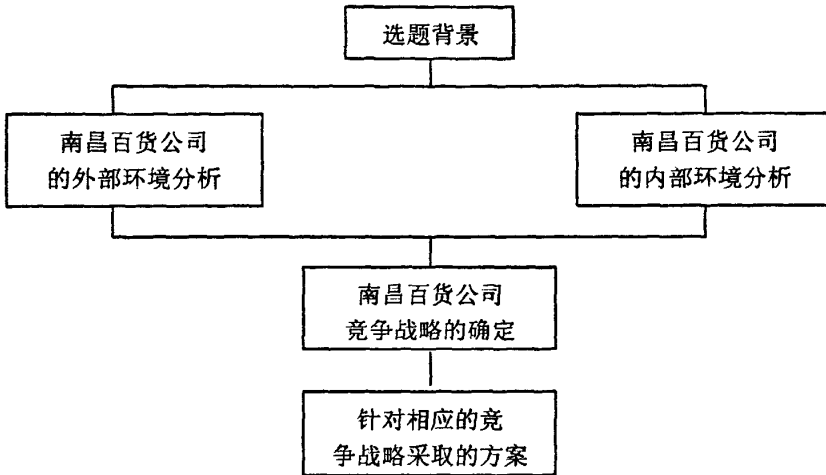 选题背景
南昌百货公司
的外部环境分析
南昌百货公司
的内部环境分析
南昌百货公司
竞争战略的确定
针对相应的竞
争战略采取的方案